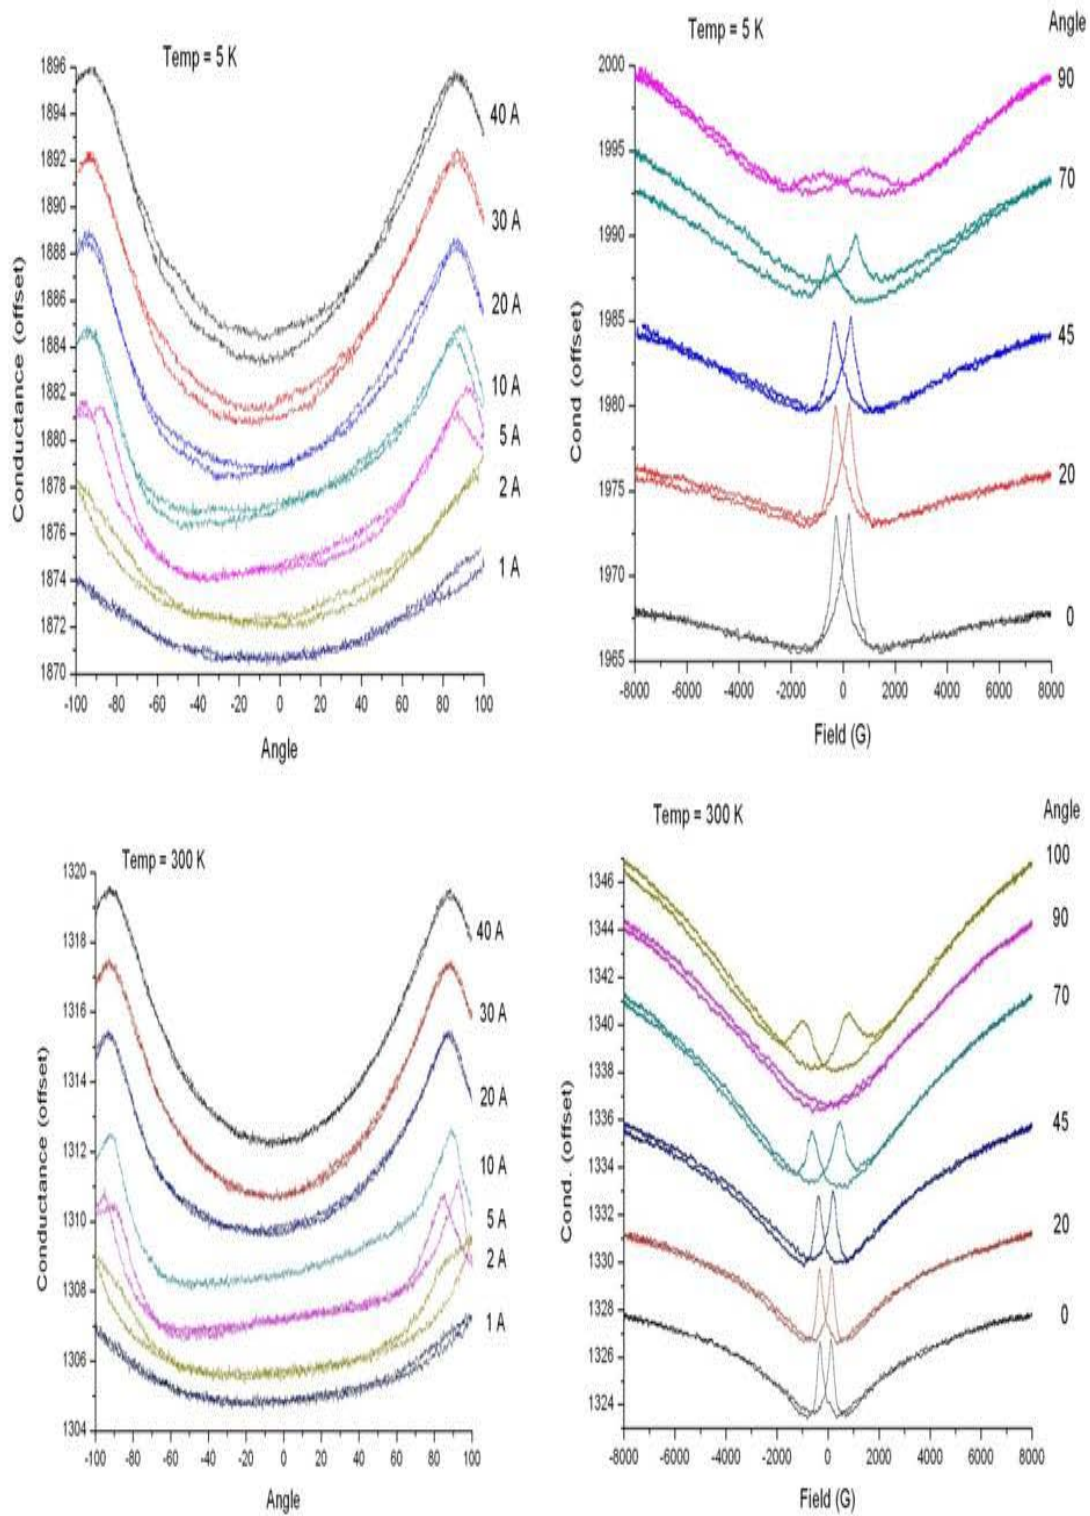 Temp = 5 K
1896
1894
1892
1890
1888
1886
1884
1882
1880
1878
1876
1874
1872
1870
Conductance (offset)
40 A
30 A
20 A
10 A
5 A
2 A
1 A
-100 -80 -60 -40 -20 0 20 40 60 80 100
Angle
Temp = 5 K
Angle
2000
1995
1990
1985
1980
1975
1970
1965
Cond (offset)
90
70
45
20
0
-8000 -6000 -4000 -2000 0 2000 4000 6000 8000
Field (G)
Temp = 300 K
1320
1318
1316
1314
1312
1310
1308
1306
1304
Conductance (offset)
40 A
30 A
20 A
10 A
5 A
2 A
1 A
-100 -80 -60 -40 -20 0 20 40 60 80 100
Angle
Temp = 300 K
Angle
1346
1344
1342
1340
1338
1336
1334
1332
1330
1328
1326
1324
Cond. (offset)
100
90
70
45
20
0
-8000 -6000 -4000 -2000 0 2000 4000 6000 8000
Field (G)